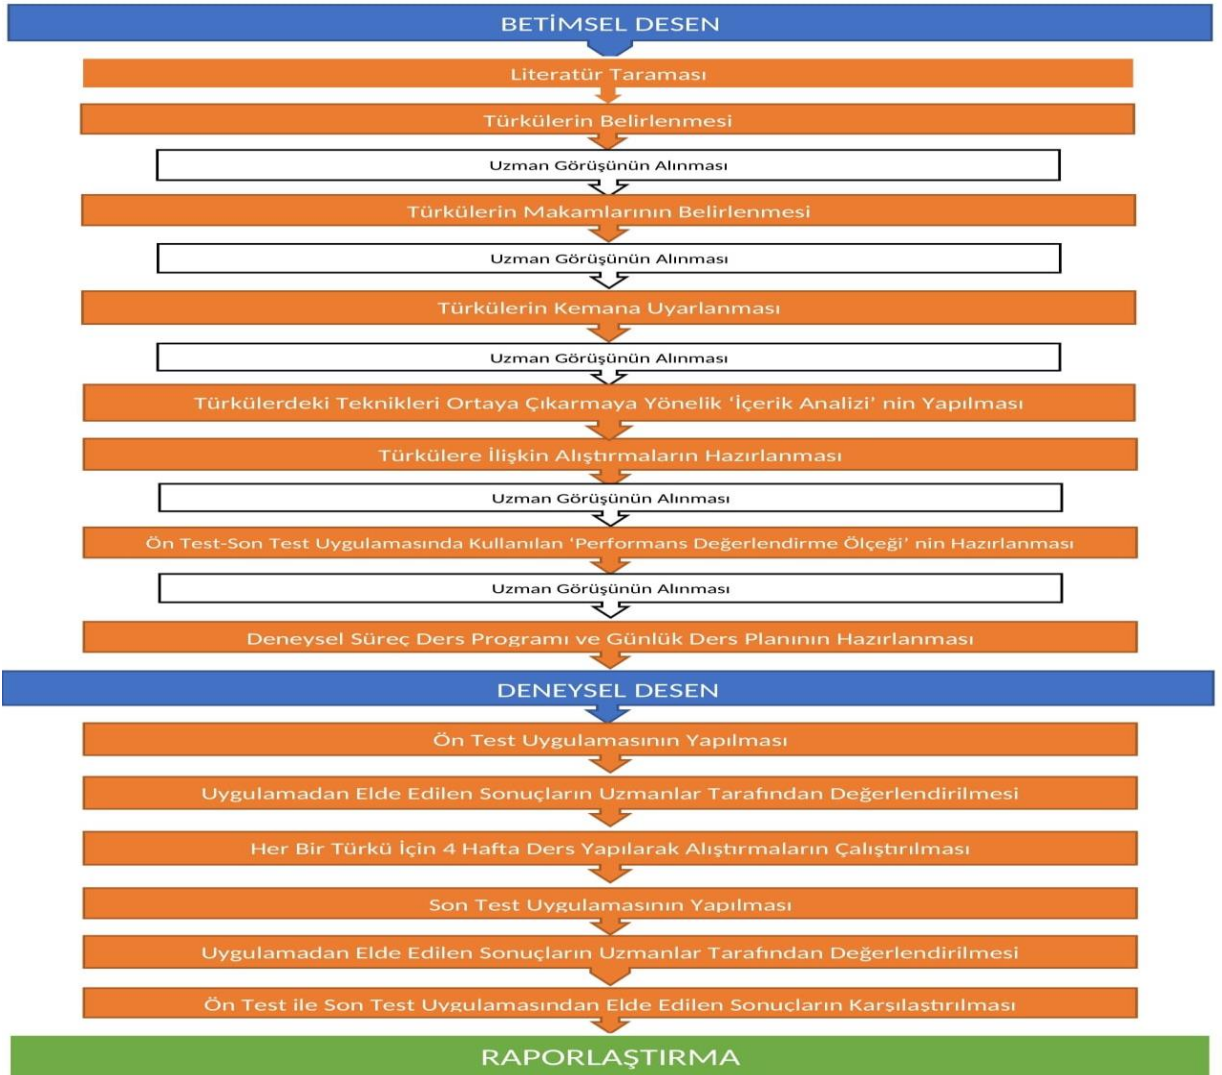 BETİMSEL DESEN
Literatür Taraması
Türkülerin Belirlenmesi
Uzman Görüşünün Alınması
Türkülerin Makamlarının Belirlenmesi
Uzman Görüşünün Alınması
Türkülerin Kemana Uyarlanması
Uzman Görüşünün Alınması
Türkülerdeki Teknikleri Ortaya Çıkarmaya Yönelik ‘İçerik Analizi’ nin Yapılması
Türkülere İlişkin Alıştırmaların Hazırlanması
Uzman Görüşünün Alınması
Ön Test-Son Test Uygulamasında Kullanılan ‘Performans Değerlendirme Ölçeği’ nin Hazırlanması
Uzman Görüşünün Alınması
Deneysel Süreç Ders Programı ve Günlük Ders Planının Hazırlanması
DENEYSEL DESEN
Ön Test Uygulamasının Yapılması
Uygulamadan Elde Edilen Sonuçların Uzmanlar Tarafından Değerlendirilmesi
Her Bir Türkü İçin 4 Hafta Ders Yapılarak Alıştırmaların Çalıştırılması
Son Test Uygulamasının Yapılması
Uygulamadan Elde Edilen Sonuçların Uzmanlar Tarafından Değerlendirilmesi
Ön Test ile Son Test Uygulamasından Elde Edilen Sonuçların Karşılaştırılması
RAPORLAŞTIRMA